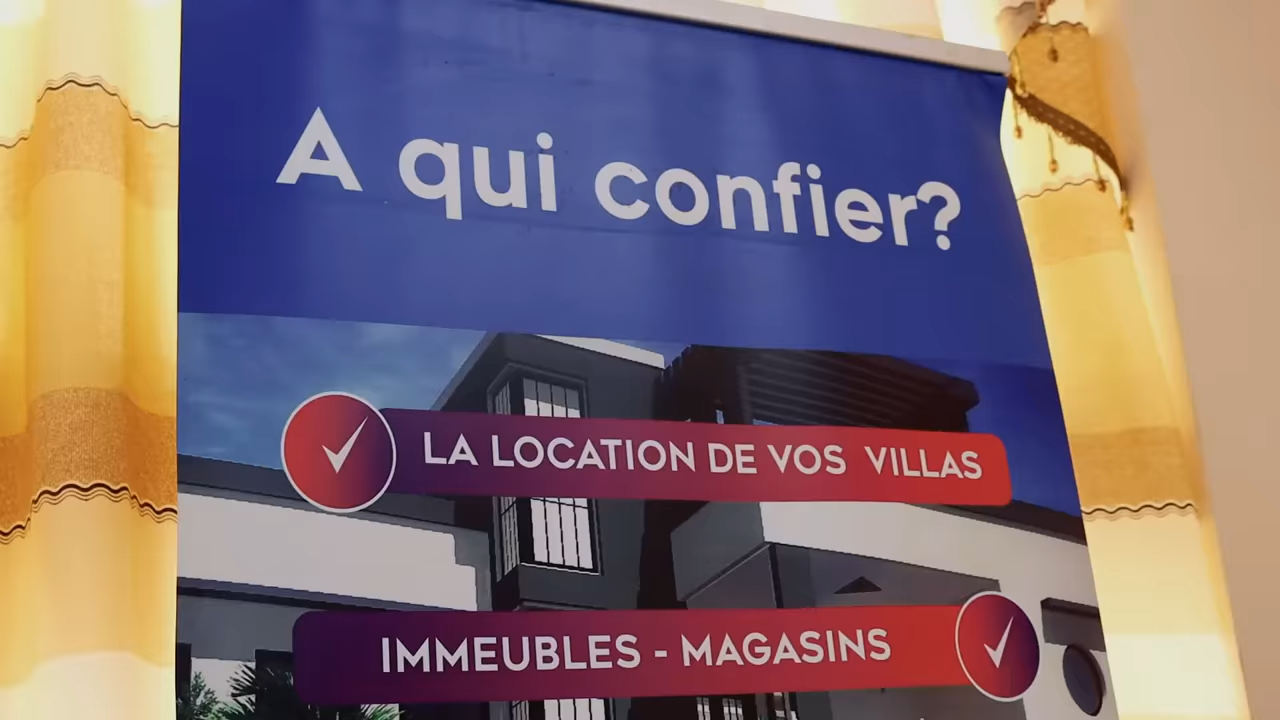 A qui confier?
LA LOCATION DE VOS VILLAS
IMMEUBLES - MAGASINS